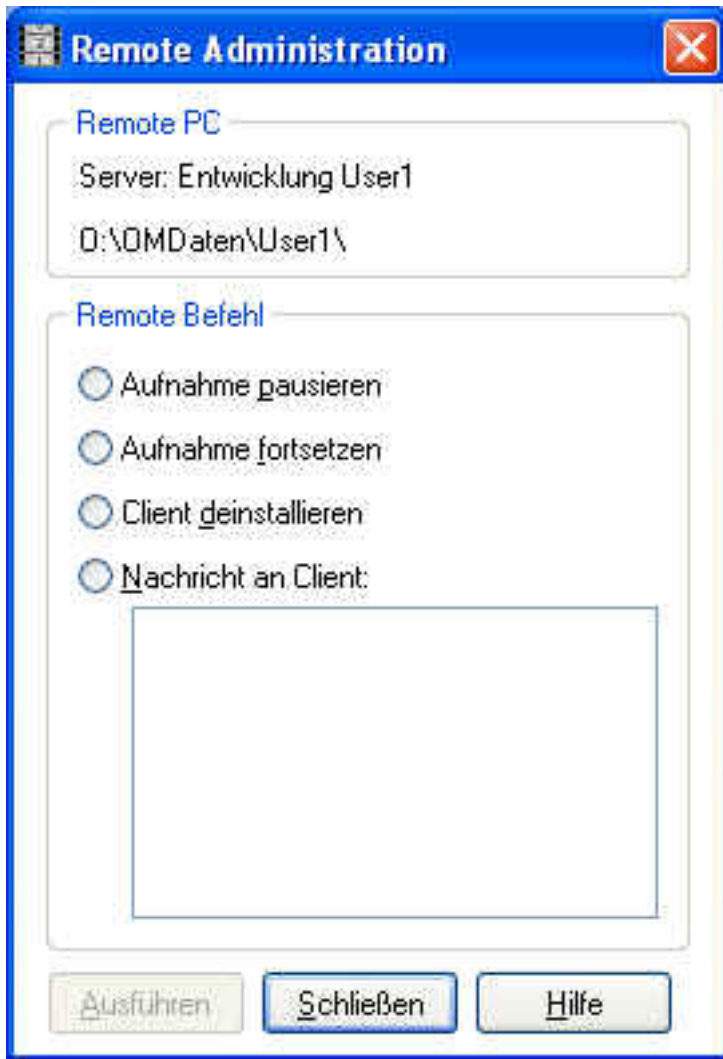 Remote Administration
Remote PC
Server: Entwicklung User1
O:\OMDaten\User1\
Remote Befehl
Aufnahme pausieren
Aufnahme fortsetzen
Client deinstallieren
Nachricht an Client:
Ausführen Schließen Hilfe